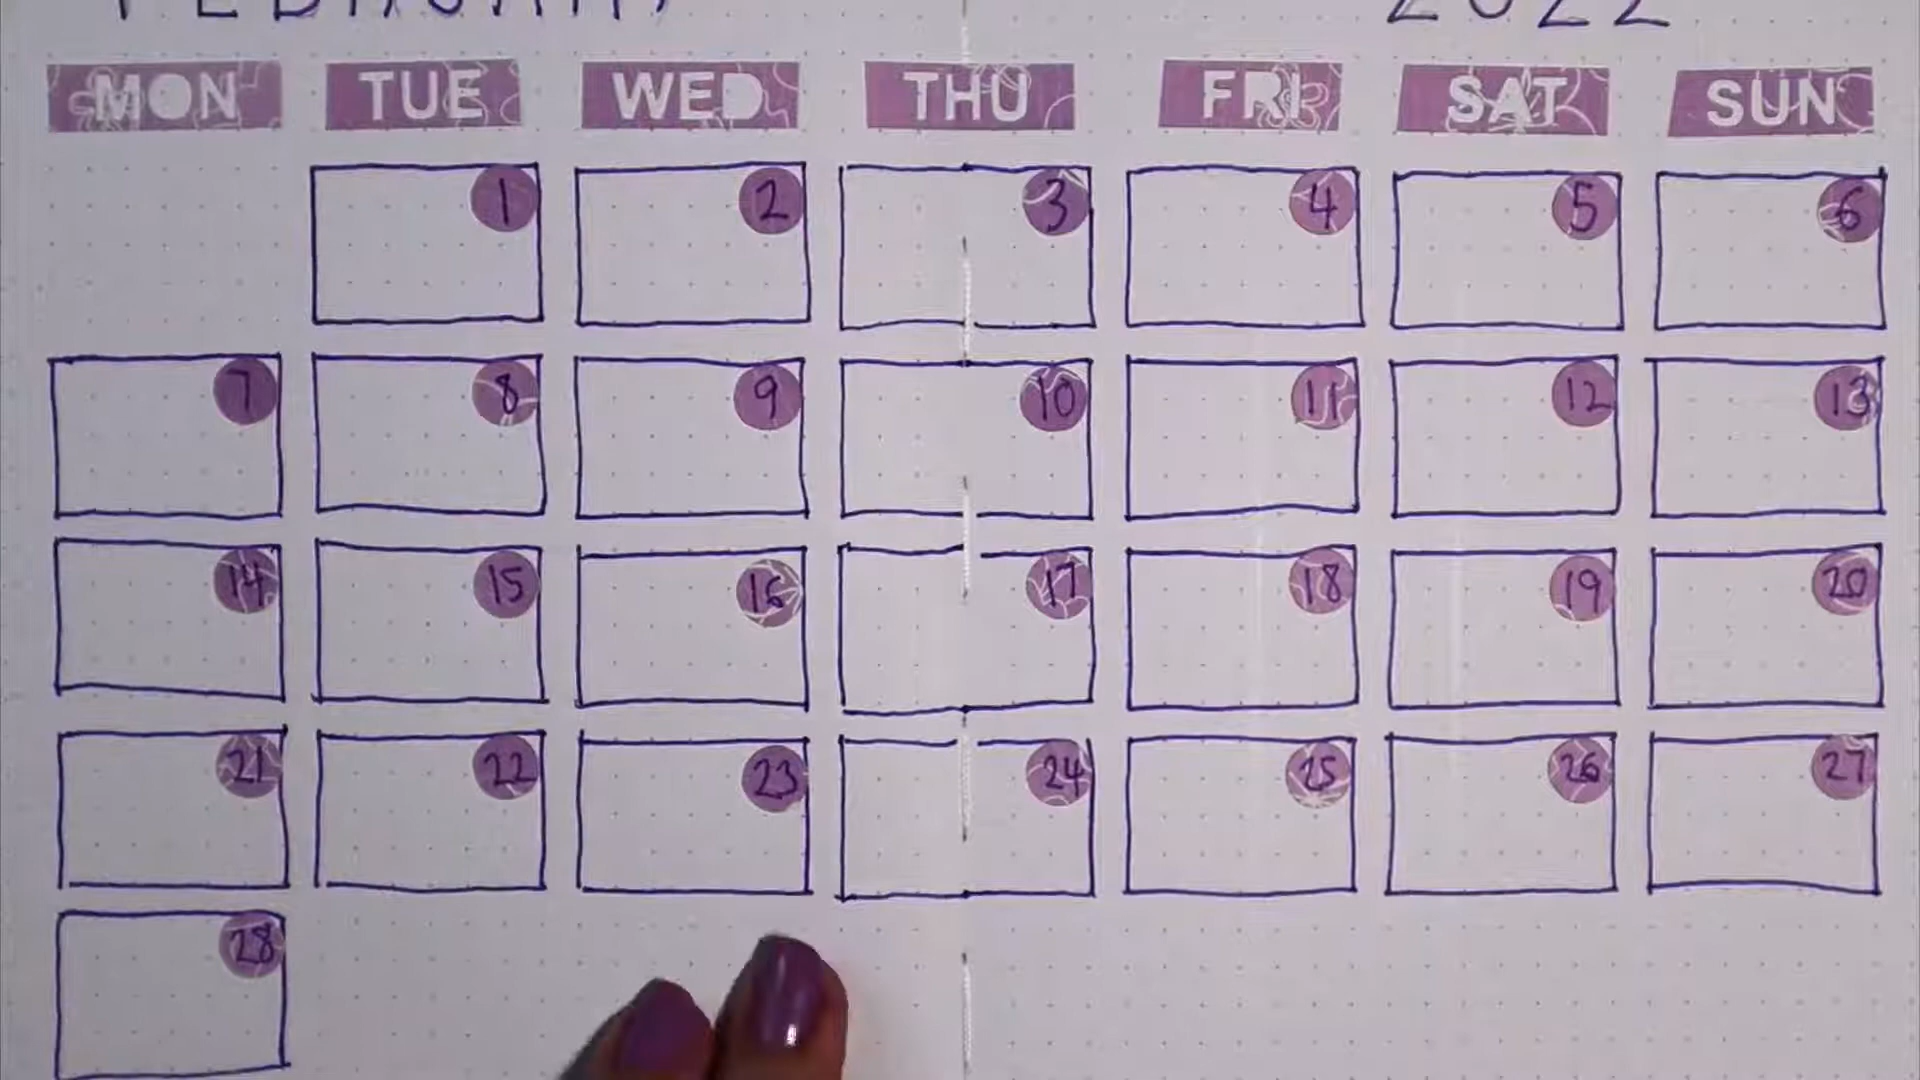 FEBRUARY 2022
MON TUE WED THU FRI SAT SUN
1 2 3 4 5 6
7 8 9 10 11 12 13
14 15 16 17 18 19 20
21 22 23 24 25 26 27
28